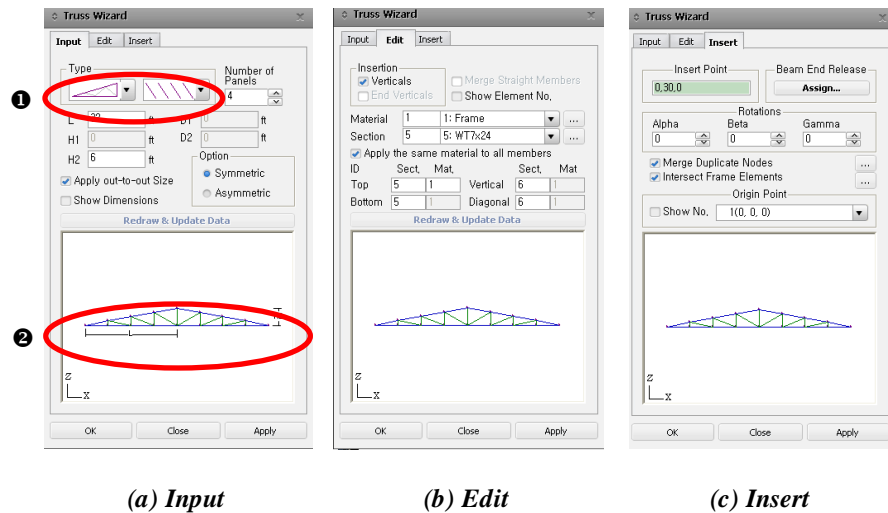 Truss Wizard
Input Edit Insert
Type
Number of
Panels
4
❶
L ft D1 0 ft
H1 0 ft D2 0 ft
H2 6 ft
Option
Symmetric
Asymmetric
Apply out-to-out Size
Show Dimensions
Redraw & Update Data
❷
L
Z
X
OK Close Apply
(a) Input
Truss Wizard
Input Edit Insert
Insertion
Verticals Merge Straight Members
End Verticals Show Element No,
Material 1 1: Frame ...
Section 5 5: WT7x24 ...
Apply the same material to all members
ID Sect, Mat, Sect, Mat
Top 5 1 Vertical 6 1
Bottom 5 1 Diagonal 6 1
Redraw & Update Data
Z
X
OK Close Apply
(b) Edit
Truss Wizard
Input Edit Insert
Insert Point Beam End Release
0,30,0 Assign...
Rotations
Alpha Beta Gamma
0 0 0
Merge Duplicate Nodes ...
Intersect Frame Elements ...
Origin Point
Show No, 1(0, 0, 0)
Z
X
OK Close Apply
(c) Insert